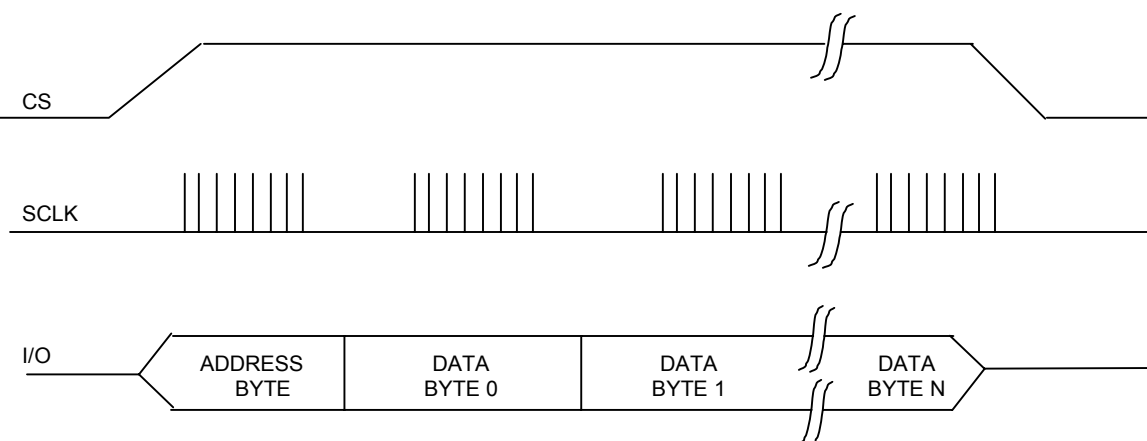 CS
SCLK
I/O
ADDRESS
BYTE
DATA
BYTE 0
DATA
BYTE 1
DATA
BYTE N